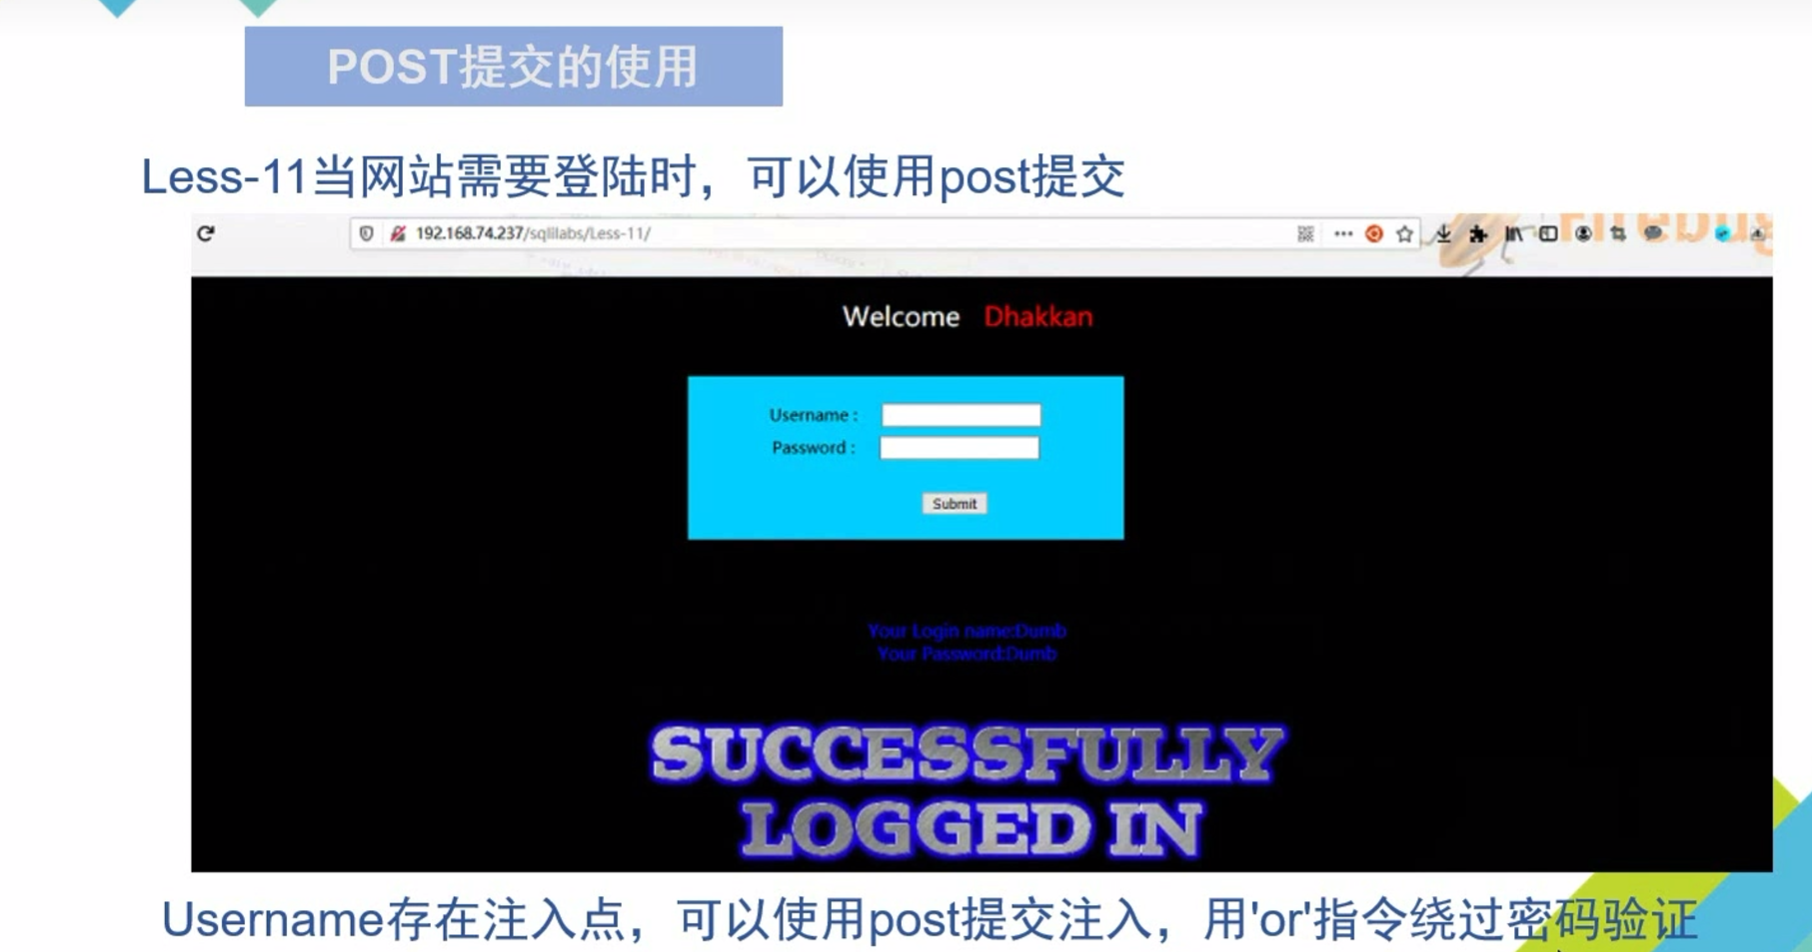 POST提交的使用
Less-11当网站需要登陆时，可以使用post提交
192.168.74.237/sqlilabs/Less-11/
Welcome Dhakkan
Username :
Password :
Submit
Your Login name:Dumb
Your Password:Dumb
SUCCESSFULLY
LOGGED IN
Username存在注入点，可以使用post提交注入，用'or'指令绕过密码验证